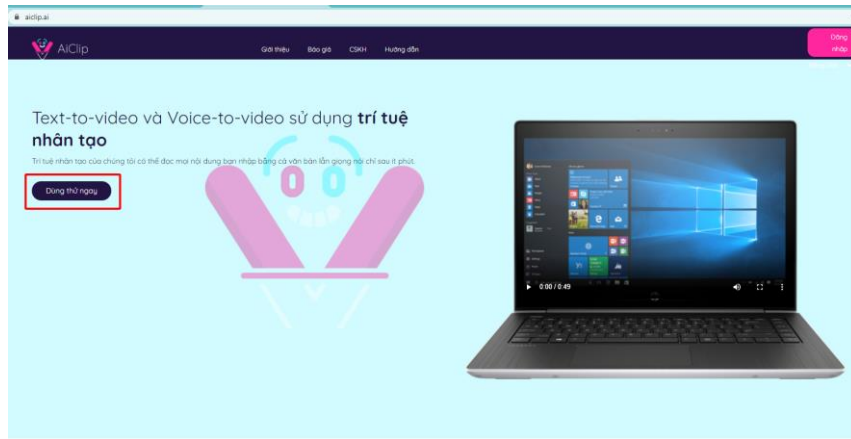 aiclip.ai
AiClip
Giới thiệu Báo giá CSKH Hướng dẫn
Đăng
nhập
Text-to-video và Voice-to-video sử dụng trí tuệ
nhân tạo
Trí tuệ nhân tạo của chúng tôi có thể đọc mọi nội dung bạn nhập bằng cả văn bản lẫn giọng nói chỉ sau ít phút.
Dùng thử ngay
0:00 / 0:49